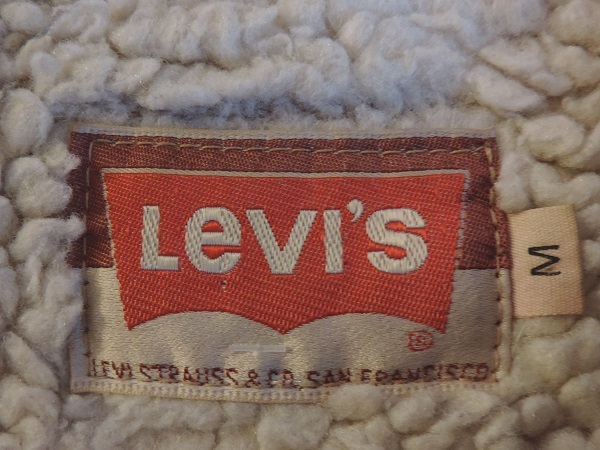 Levi's
M
®
LEVI STRAUSS & CO. SAN FRANCISCO